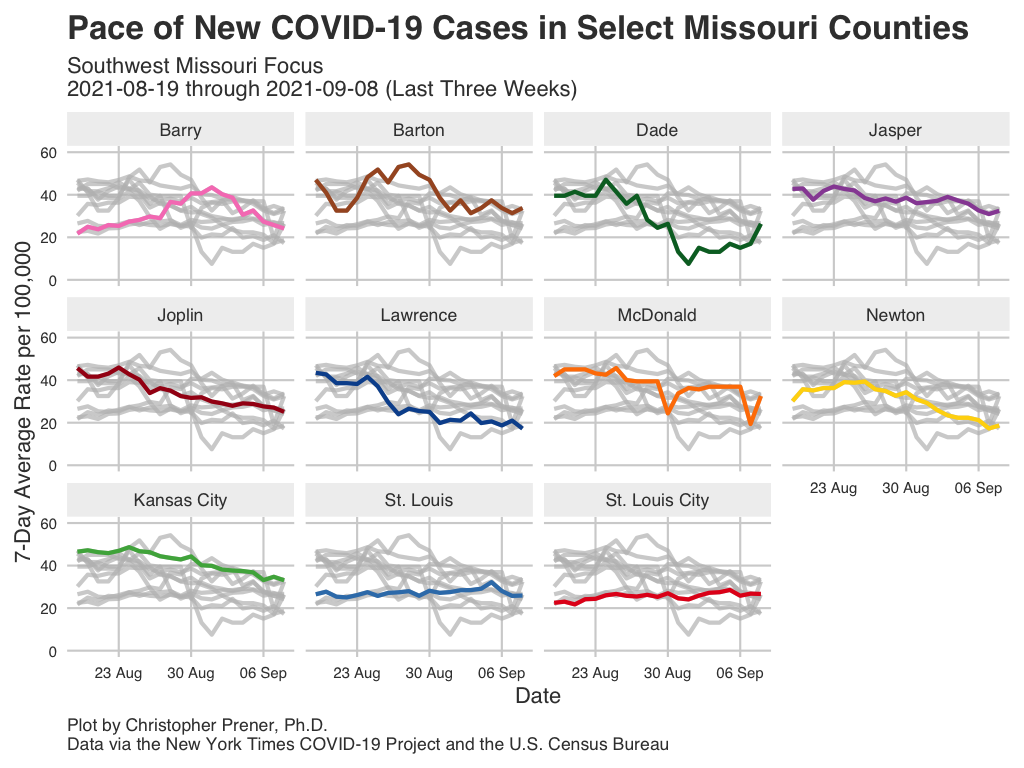 Pace of New COVID-19 Cases in Select Missouri Counties
Southwest Missouri Focus
2021-08-19 through 2021-09-08 (Last Three Weeks)
7-Day Average Rate per 100,000
Barry Barton Dade Jasper
60
40
20
0
Joplin Lawrence McDonald Newton
60
40
20
0
23 Aug 30 Aug 06 Sep
Kansas City St. Louis St. Louis City
60
40
20
0
23 Aug 30 Aug 06 Sep 23 Aug 30 Aug 06 Sep 23 Aug 30 Aug 06 Sep
Date
Plot by Christopher Prener, Ph.D.
Data via the New York Times COVID-19 Project and the U.S. Census Bureau